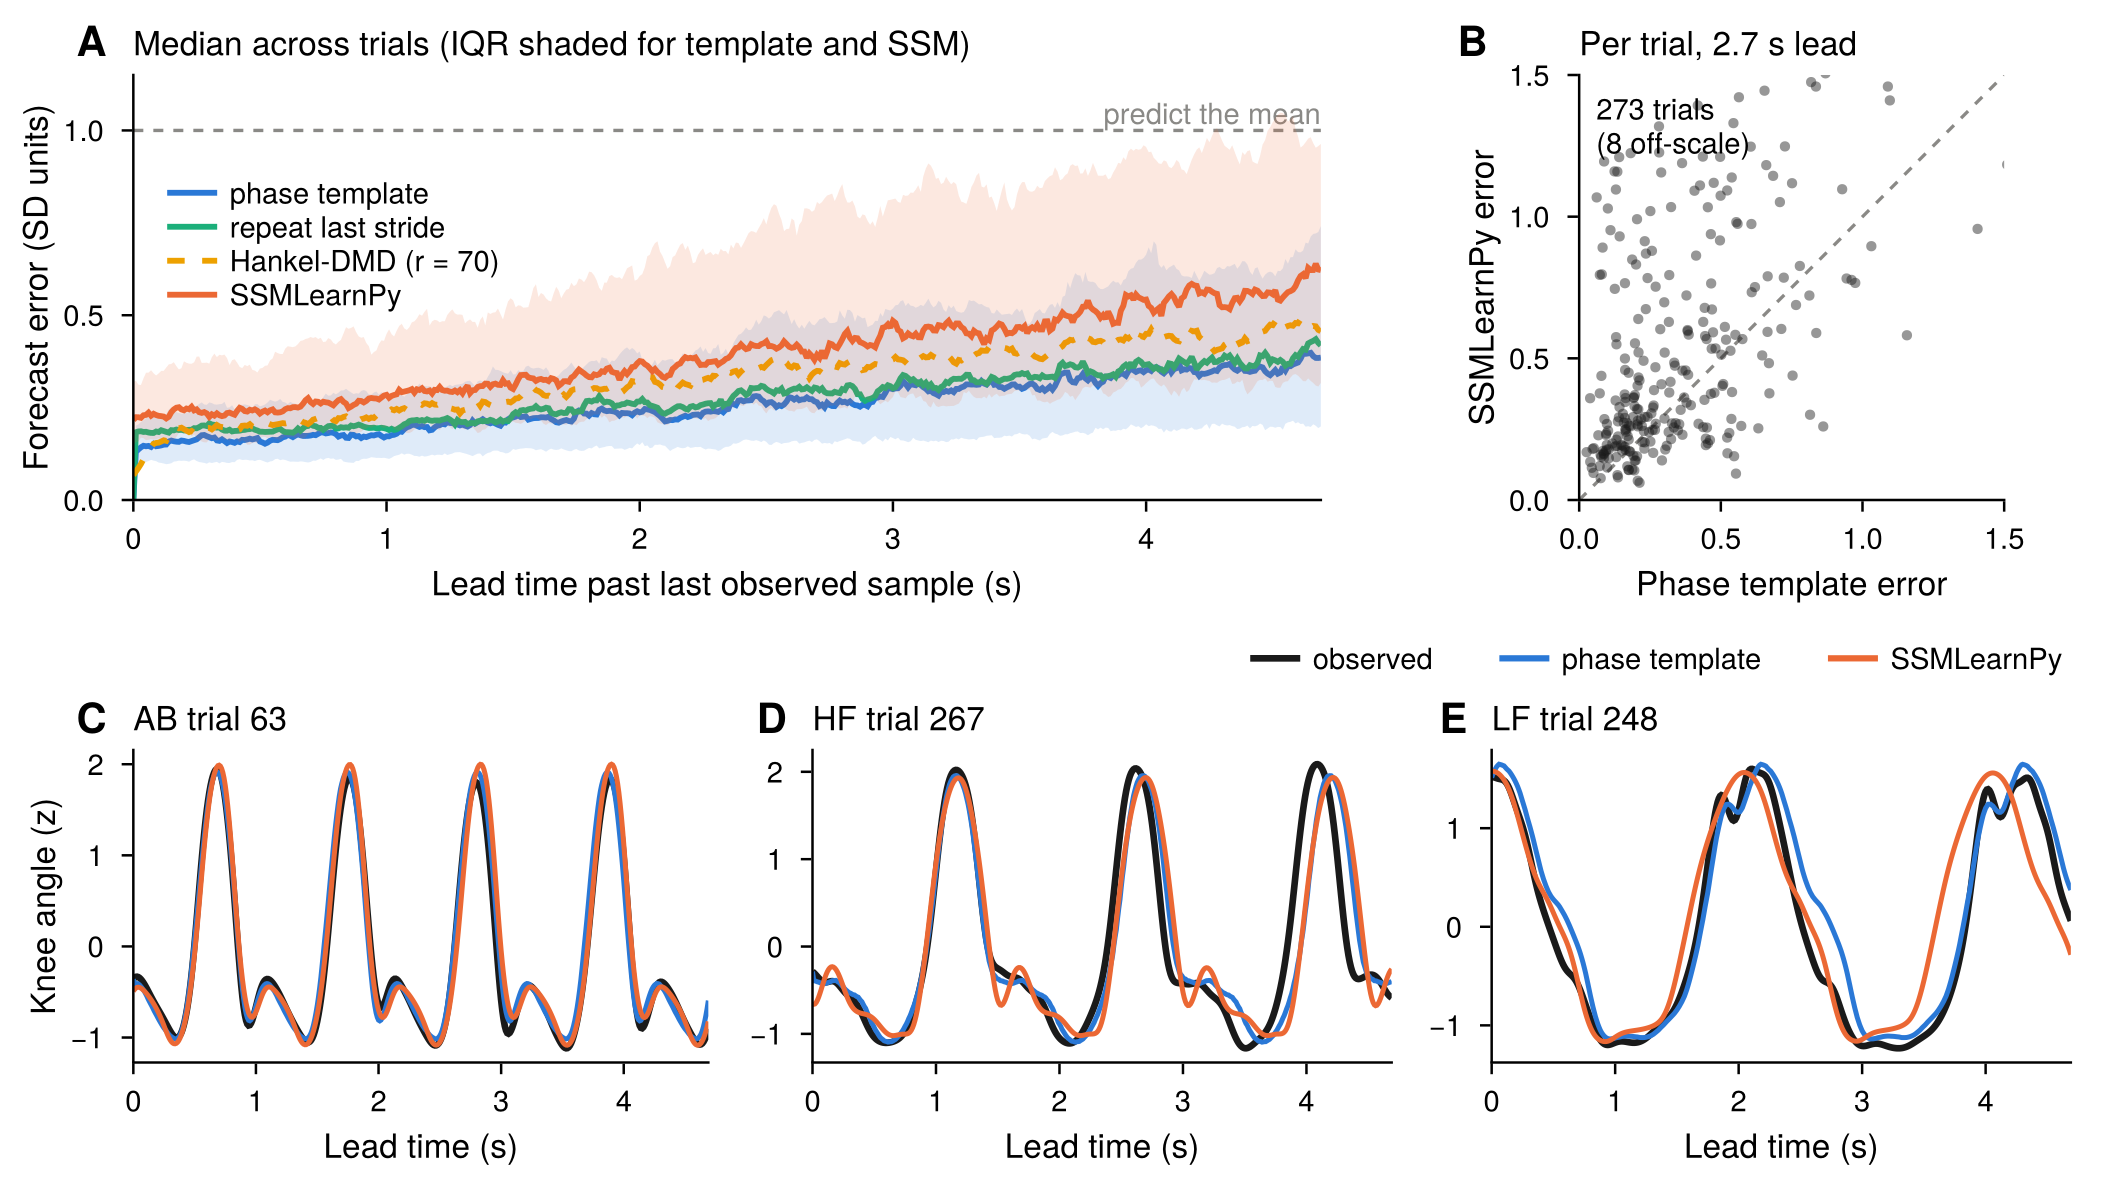 A Median across trials (IQR shaded for template and SSM)
Forecast error (SD units)
1.0
0.5
0.0
predict the mean
phase template
repeat last stride
Hankel-DMD (r = 70)
SSMLearnPy
0 1 2 3 4
Lead time past last observed sample (s)
B Per trial, 2.7 s lead
SSMLearnPy error
1.5
1.0
0.5
0.0
273 trials
(8 off-scale)
0.0 0.5 1.0 1.5
Phase template error
observed phase template SSMLearnPy
C AB trial 63
Knee angle (z)
2
1
0
−1
0 1 2 3 4
Lead time (s)
D HF trial 267
2
1
0
−1
0 1 2 3 4
Lead time (s)
E LF trial 248
1
0
−1
0 1 2 3 4
Lead time (s)